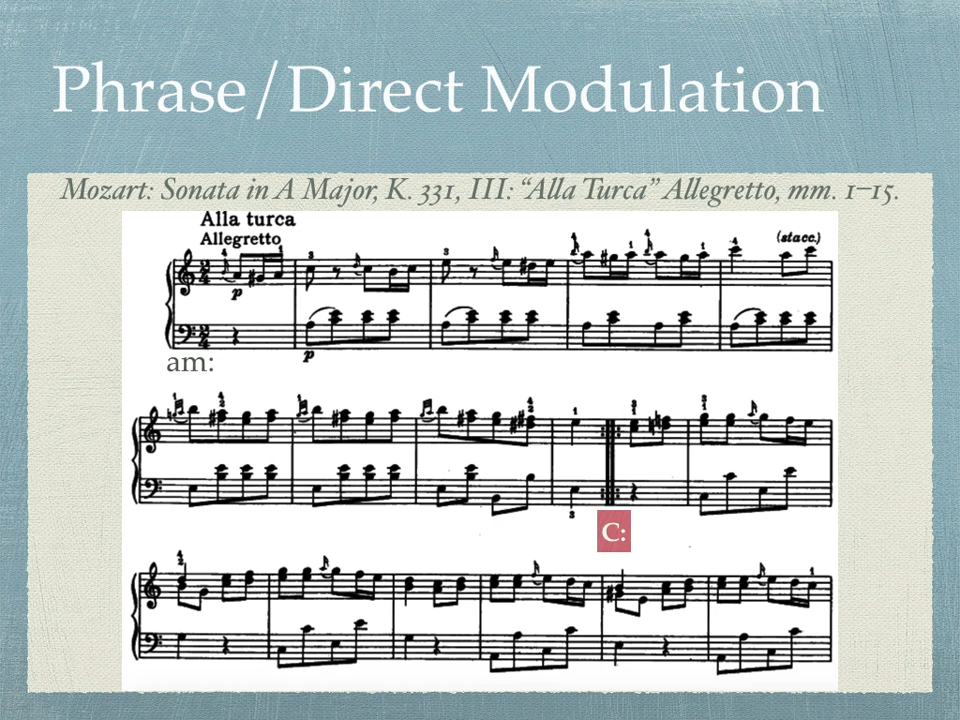 Phrase/Direct Modulation
Mozart: Sonata in A Major, K. 331, III: “Alla Turca” Allegretto, mm. 1–15.
Alla turca
Allegretto
(stacc.)
p
p
am:
C: